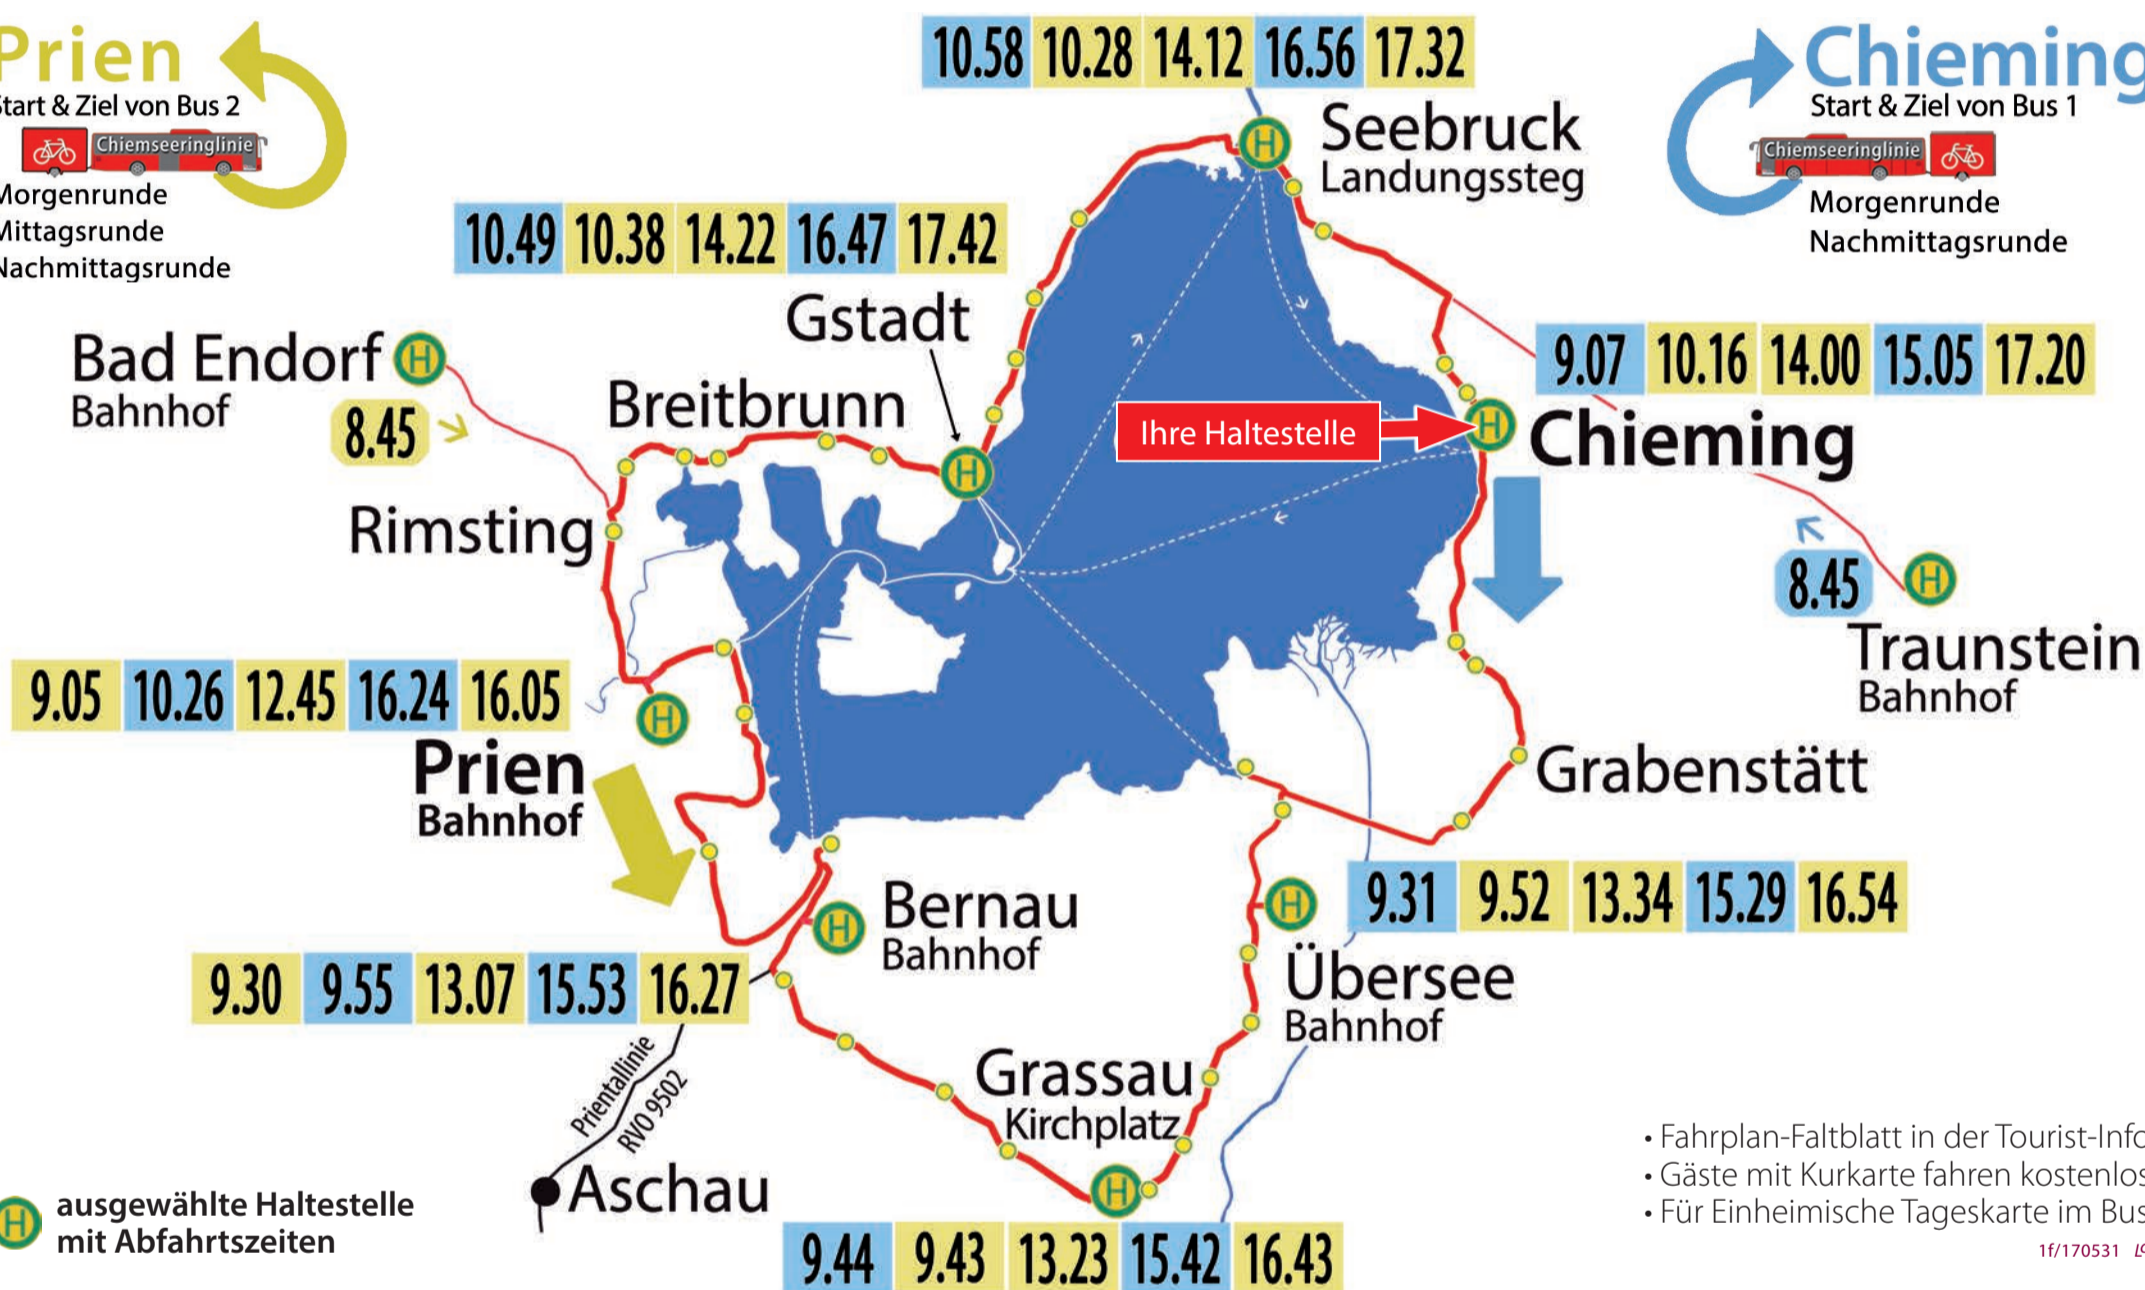 Prien
Start & Ziel von Bus 2
Chiemseeringlinie
Morgenrunde
Mittagsrunde
Nachmittagsrunde
10.58 10.28 14.12 16.56 17.32
Seebruck
Landungssteg
Chieming
Start & Ziel von Bus 1
Chiemseeringlinie
Morgenrunde
Nachmittagsrunde
10.49 10.38 14.22 16.47 17.42
Gstadt
Bad Endorf
Bahnhof
8.45
Breitbrunn
9.07 10.16 14.00 15.05 17.20
Ihre Haltestelle
Chieming
Rimsting
8.45
Traunstein
Bahnhof
9.05 10.26 12.45 16.24 16.05
Prien
Bahnhof
Grabenstätt
9.31 9.52 13.34 15.29 16.54
Übersee
Bahnhof
Bernau
Bahnhof
9.30 9.55 13.07 15.53 16.27
Prientallinie
RVO 9502
Aschau
Grassau
Kirchplatz
9.44 9.43 13.23 15.42 16.43
H ausgewählte Haltestelle
mit Abfahrtszeiten
• Fahrplan-Faltblatt in der Tourist-Info
• Gäste mit Kurkarte fahren kostenlos
• Für Einheimische Tageskarte im Bus
1f/170531